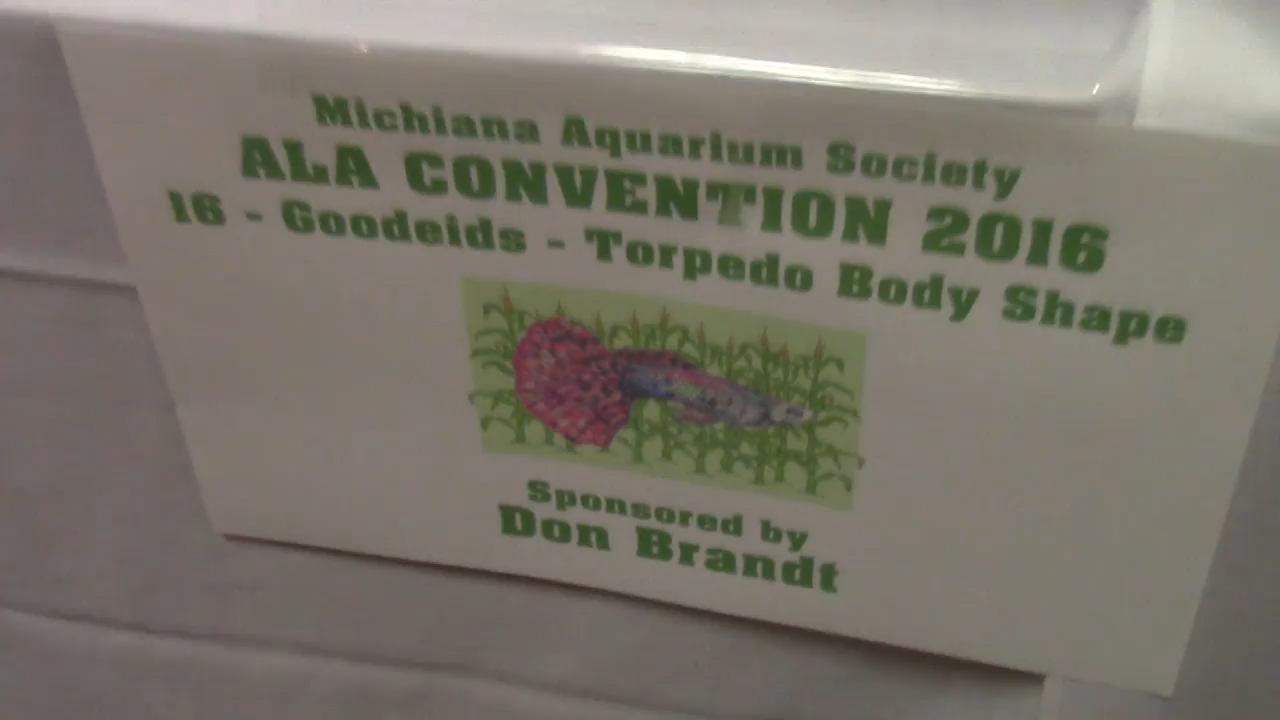 Michiana Aquarium Society
ALA CONVENTION 2016
16 - Goodeids - Torpedo Body Shape
Sponsored by
Don Brandt